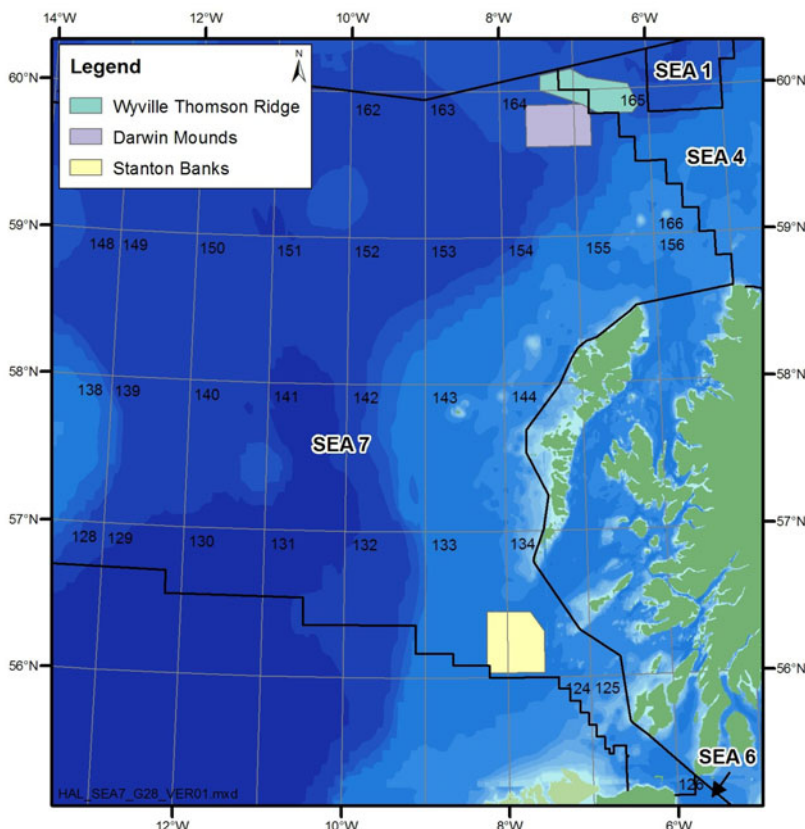 14°W 12°W 10°W 8°W 6°W
60°N 60°N
Legend
N
Wyville Thomson Ridge
Darwin Mounds
Stanton Banks
SEA 1
162 163 164 165
SEA 4
59°N 59°N
166
148 149 150 151 152 153 154 155 156
58°N 58°N
138 139 140 141 142 143 144
SEA 7
57°N 57°N
128 129 130 131 132 133 134
56°N 56°N
124 125
SEA 6
126
HAL_SEA7_G28_VER01.mxd
12°W 10°W 8°W 6°W